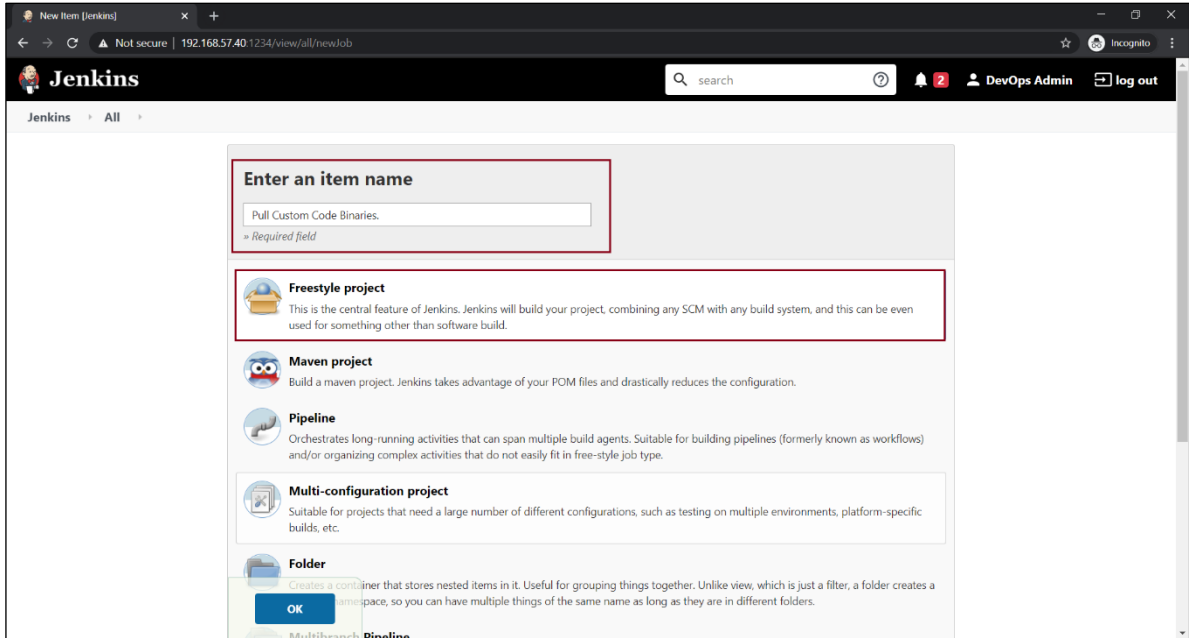 New Item [Jenkins]
Not secure | 192.168.57.40:1234/view/all/newJob
Incognito
Jenkins
search
2
DevOps Admin
log out
Jenkins
All
Enter an item name
Pull Custom Code Binaries.
» Required field
Freestyle project
This is the central feature of Jenkins. Jenkins will build your project, combining any SCM with any build system, and this can be even
used for something other than software build.
Maven project
Build a maven project. Jenkins takes advantage of your POM files and drastically reduces the configuration.
Pipeline
Orchestrates long-running activities that can span multiple build agents. Suitable for building pipelines (formerly known as workflows)
and/or organizing complex activities that do not easily fit in free-style job type.
Multi-configuration project
Suitable for projects that need a large number of different configurations, such as testing on multiple environments, platform-specific
builds, etc.
Folder
Creates a container that stores nested items in it. Useful for grouping things together. Unlike view, which is just a filter, a folder creates a
space, so you can have multiple things of the same name as long as they are in different folders.
OK
Multibranch Pipeline